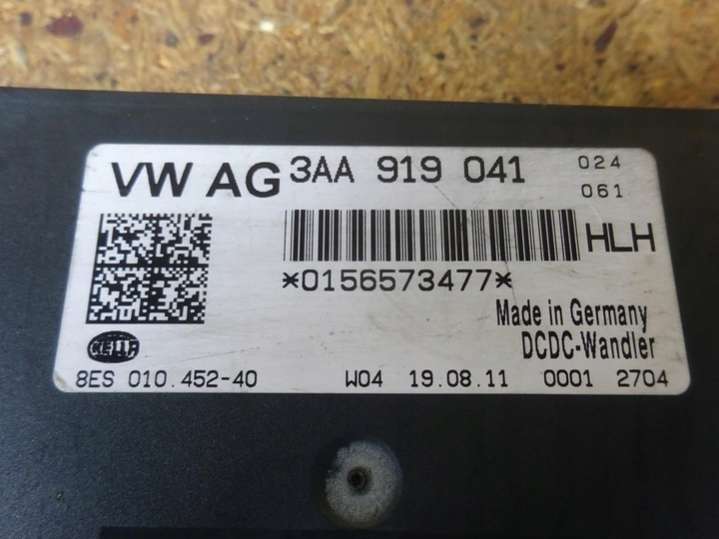 VW AG 3AA 919 041 024
061
HLH
*0156573477*
Made in Germany
DCDC-Wandler
HELLA
8ES 010.452-40 W04 19.08.11 0001 2704